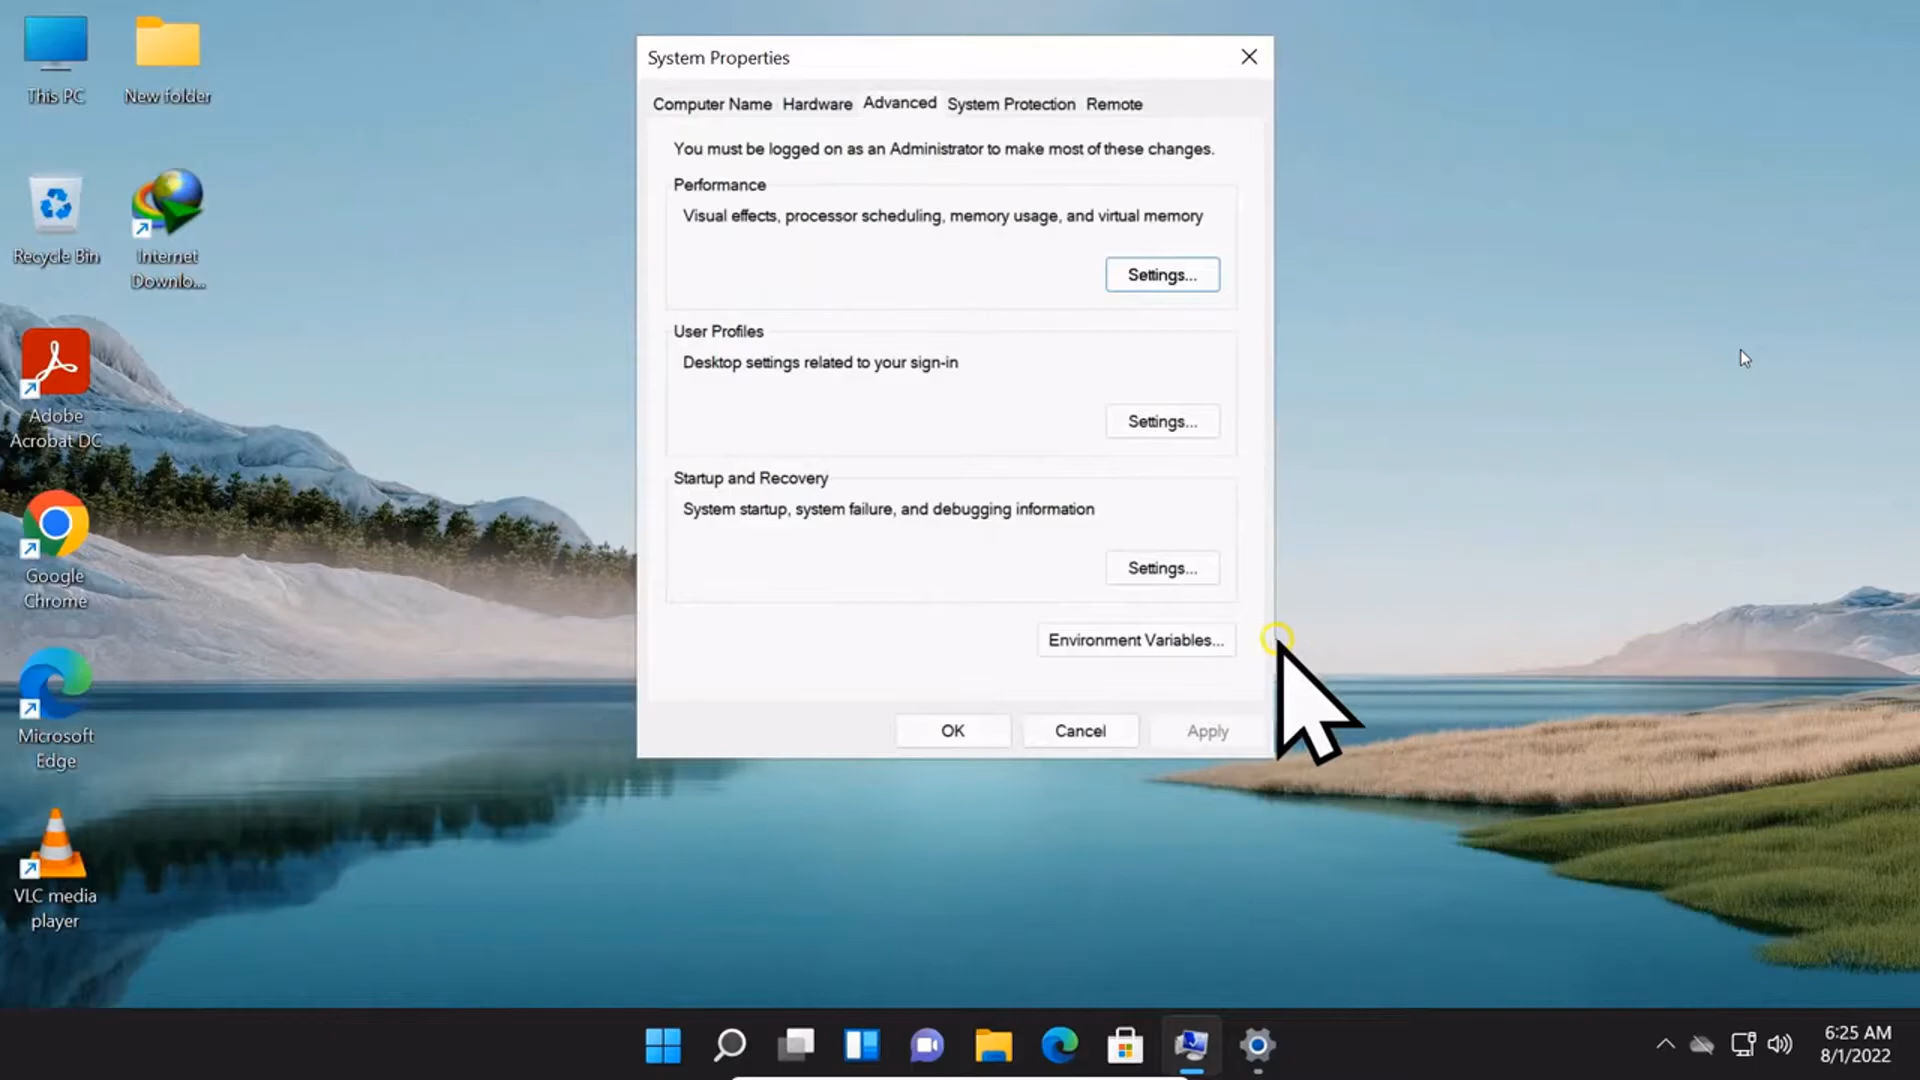 This PC
New folder
Recycle Bin
Internet
Downlo...
Adobe
Acrobat DC
Google
Chrome
Microsoft
Edge
VLC media
player
System Properties
Computer Name Hardware Advanced System Protection Remote
You must be logged on as an Administrator to make most of these changes.
Performance
Visual effects, processor scheduling, memory usage, and virtual memory
Settings...
User Profiles
Desktop settings related to your sign-in
Settings...
Startup and Recovery
System startup, system failure, and debugging information
Settings...
Environment Variables...
OK Cancel Apply
6:25 AM
8/1/2022